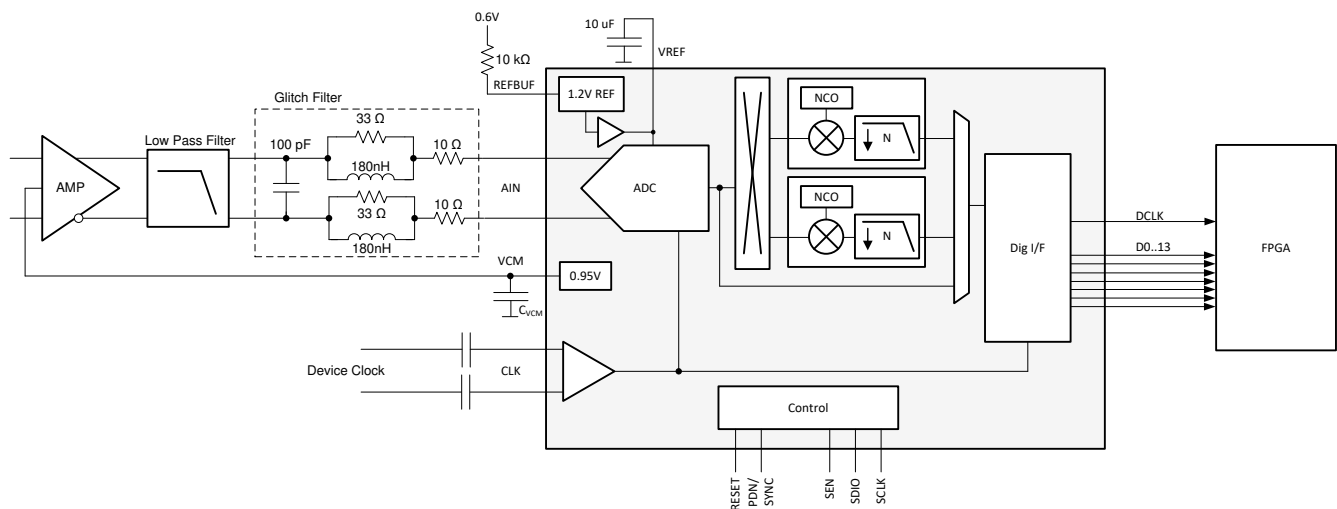 0.6V
10 uF
VREF
10 kΩ
REFBUF
1.2V REF
Glitch Filter
33 Ω
Low Pass Filter
100 pF
10 Ω
180nH
AMP
AIN
ADC
33 Ω
10 Ω
180nH
NCO
N
NCO
N
Dig I/F
DCLK
D0..13
FPGA
VCM
0.95V
CVCM
Device Clock
CLK
Control
RESET
PDN/
SYNC
SEN
SDIO
SCLK